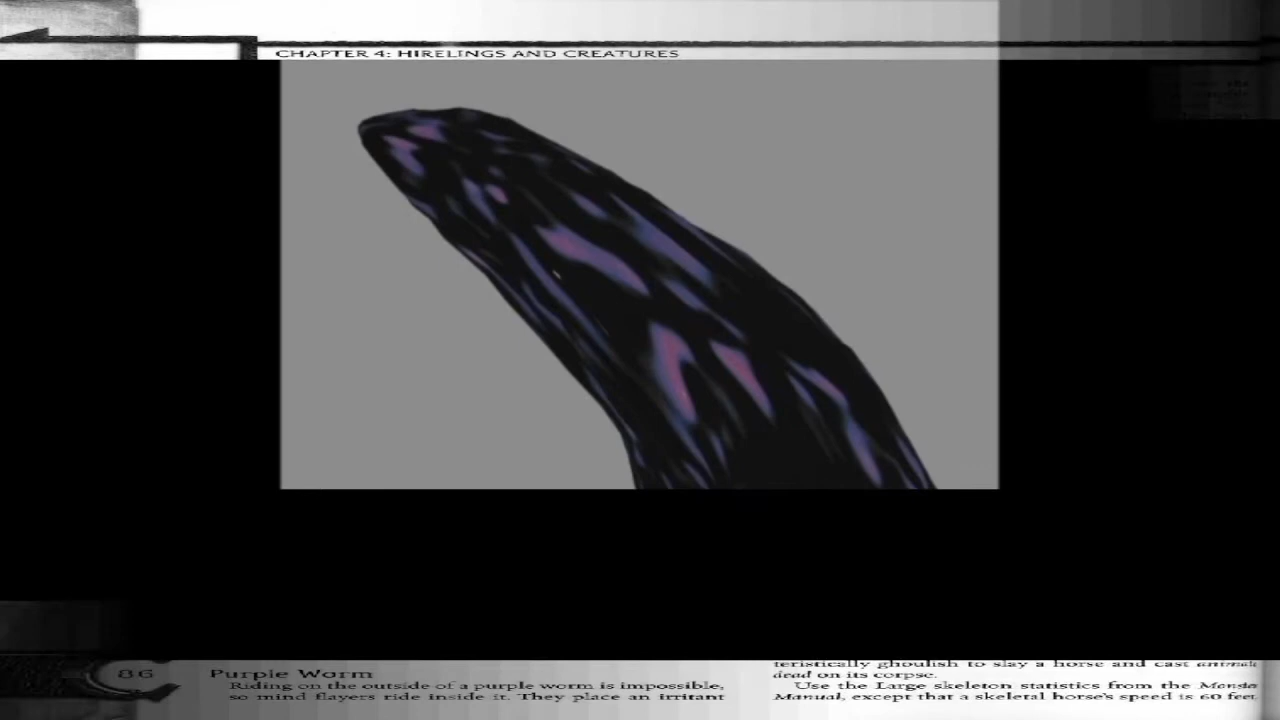 CHAPTER 4: HIRELINGS AND CREATURES
86
Purple Worm
Riding on the outside of a purple worm is impossible,
so mind flayers ride inside it. They place an irritant
teristically ghoulish to slay a horse and cast animate
dead on its corpse.
Use the Large skeleton statistics from the Monster
Manual, except that a skeletal horse's speed is 60 feet.